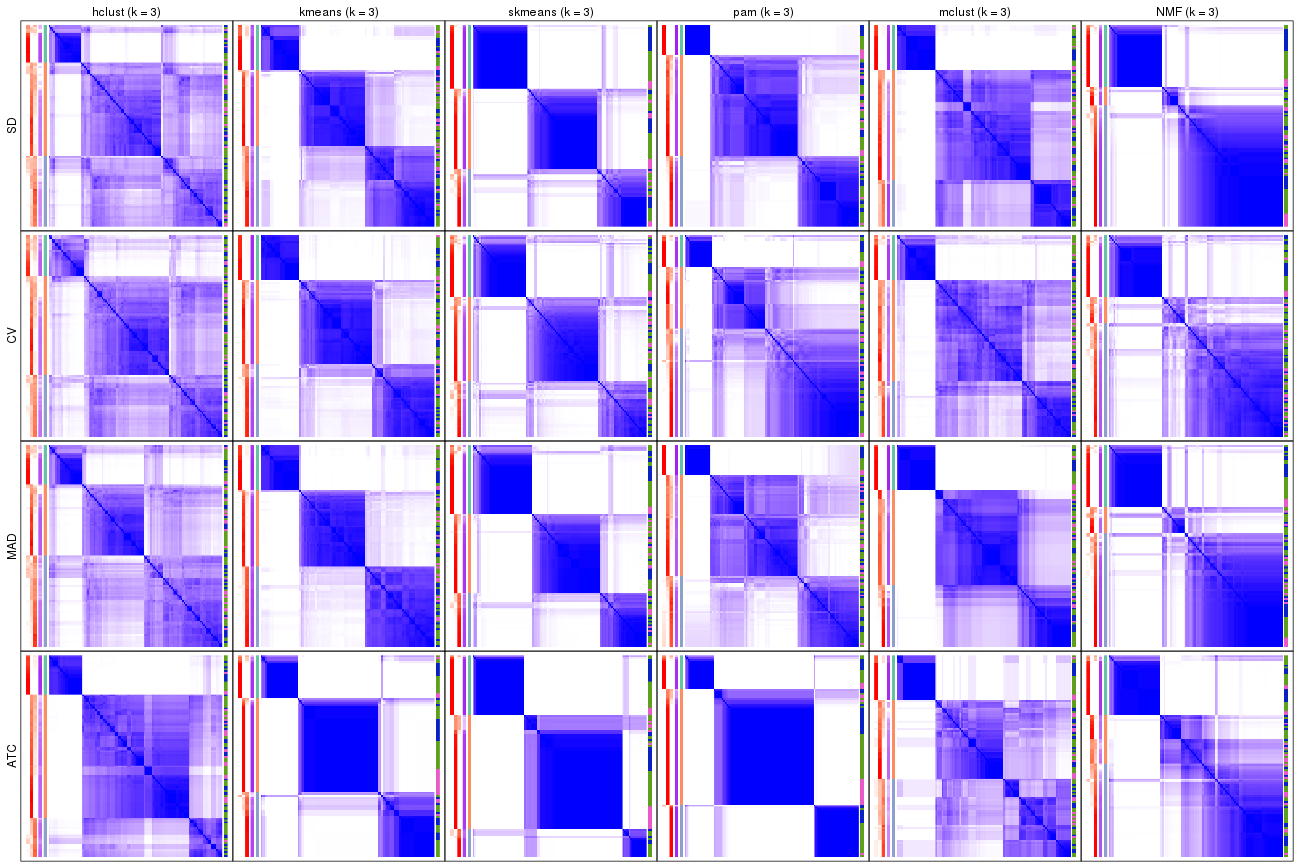 hclust (k = 3) kmeans (k = 3) skmeans (k = 3) pam (k = 3) mclust (k = 3) NMF (k = 3)
SD
CV
MAD
ATC